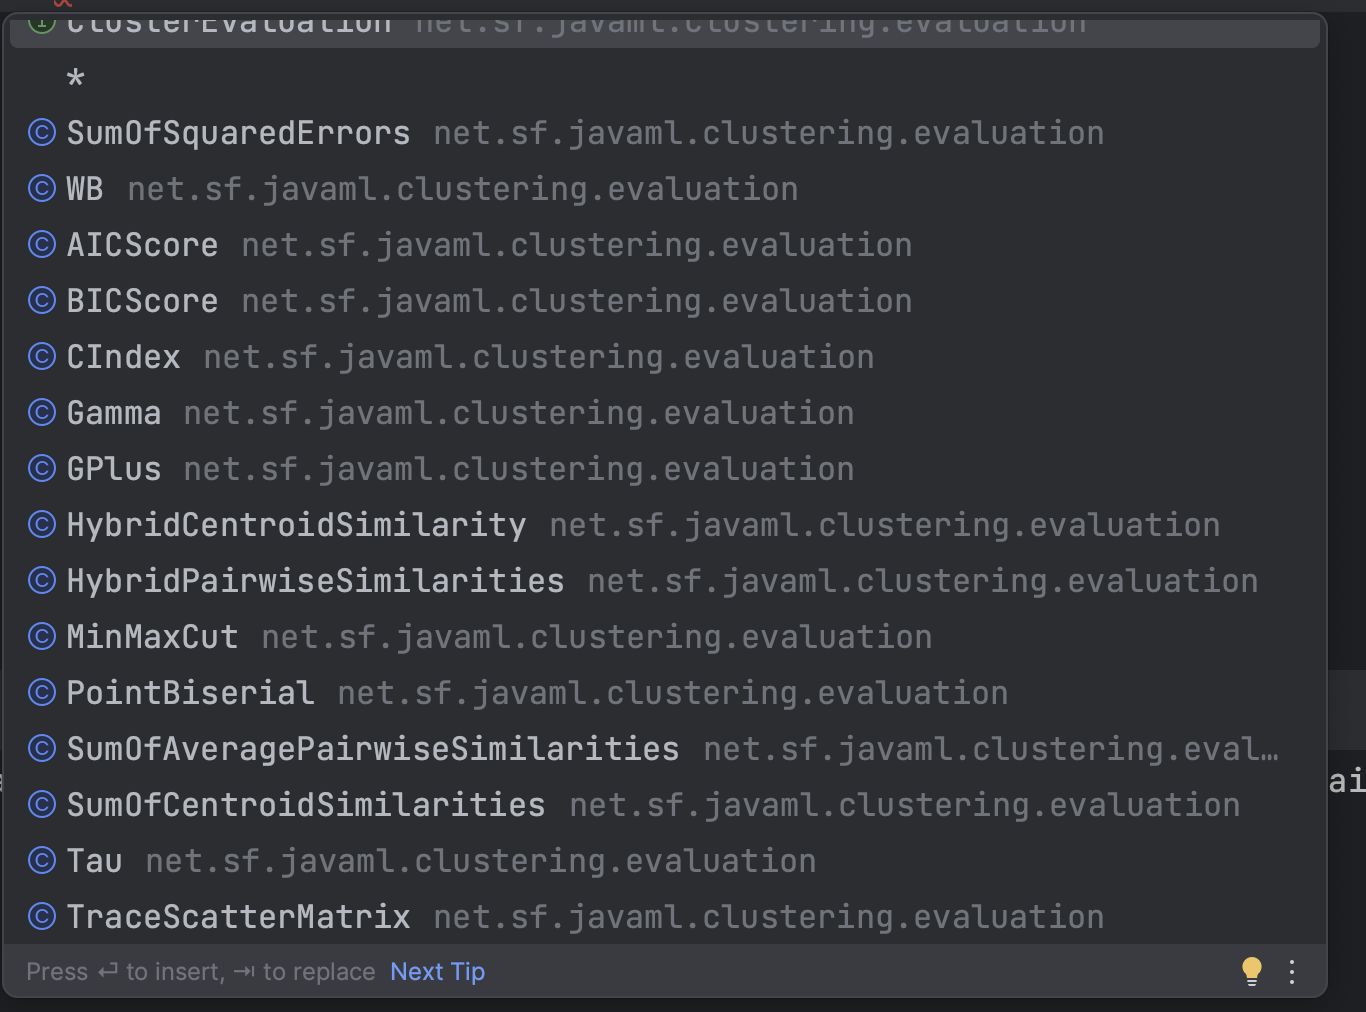 ClusterEvaluation net.sf.javaml.clustering.evaluation
*
SumOfSquaredErrors net.sf.javaml.clustering.evaluation
WB net.sf.javaml.clustering.evaluation
AICScore net.sf.javaml.clustering.evaluation
BICScore net.sf.javaml.clustering.evaluation
CIndex net.sf.javaml.clustering.evaluation
Gamma net.sf.javaml.clustering.evaluation
GPlus net.sf.javaml.clustering.evaluation
HybridCentroidSimilarity net.sf.javaml.clustering.evaluation
HybridPairwiseSimilarities net.sf.javaml.clustering.evaluation
MinMaxCut net.sf.javaml.clustering.evaluation
PointBiserial net.sf.javaml.clustering.evaluation
SumOfAveragePairwiseSimilarities net.sf.javaml.clustering.eval…
ai
SumOfCentroidSimilarities net.sf.javaml.clustering.evaluation
Tau net.sf.javaml.clustering.evaluation
TraceScatterMatrix net.sf.javaml.clustering.evaluation
Press ↵ to insert, ⇥ to replace Next Tip